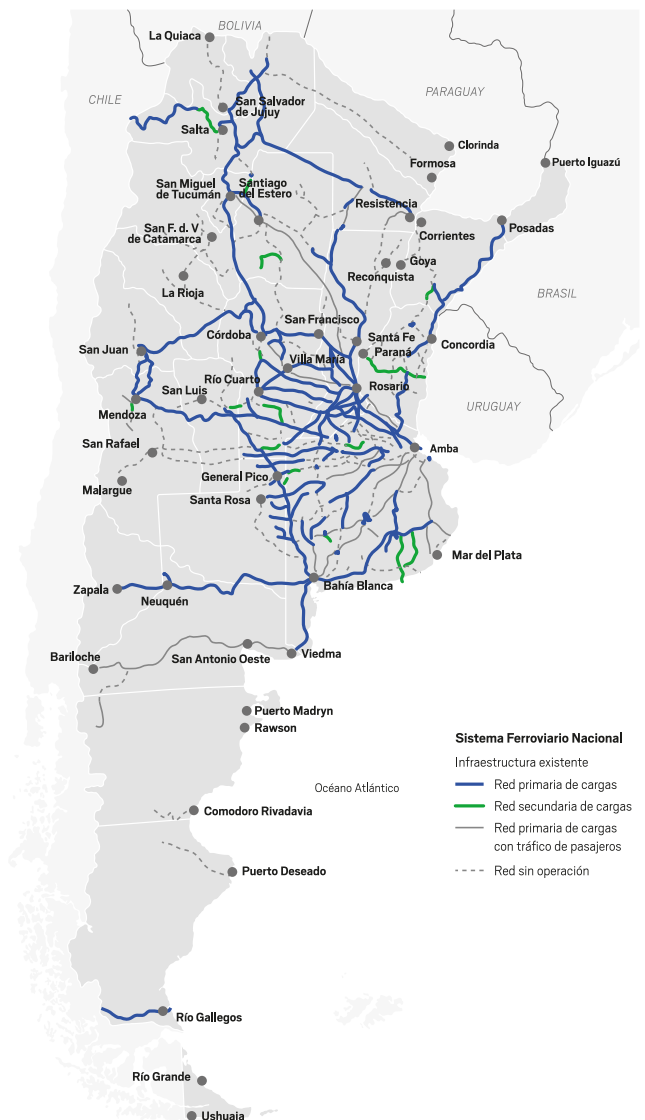 BOLIVIA
La Quiaca
CHILE
PARAGUAY
San Salvador
de Jujuy
Salta
Clorinda
Formosa
Puerto Iguazú
San Miguel
de Tucumán
Santiago
del Estero
Resistencia
San F. d. V
de Catamarca
Corrientes
Posadas
Goya
Reconquista
La Rioja
BRASIL
San Francisco
Córdoba
Santa Fe
Concordia
San Juan
Villa María
Paraná
Río Cuarto
San Luis
Rosario
Mendoza
URUGUAY
San Rafael
Amba
General Pico
Malargue
Santa Rosa
Mar del Plata
Zapala
Neuquén
Bahía Blanca
Bariloche
San Antonio Oeste
Viedma
Puerto Madryn
Rawson
Océano Atlántico
Comodoro Rivadavia
Puerto Deseado
Río Gallegos
Río Grande
Ushuaia
Sistema Ferroviario Nacional
Infraestructura existente
Red primaria de cargas
Red secundaria de cargas
Red primaria de cargas
con tráfico de pasajeros
Red sin operación